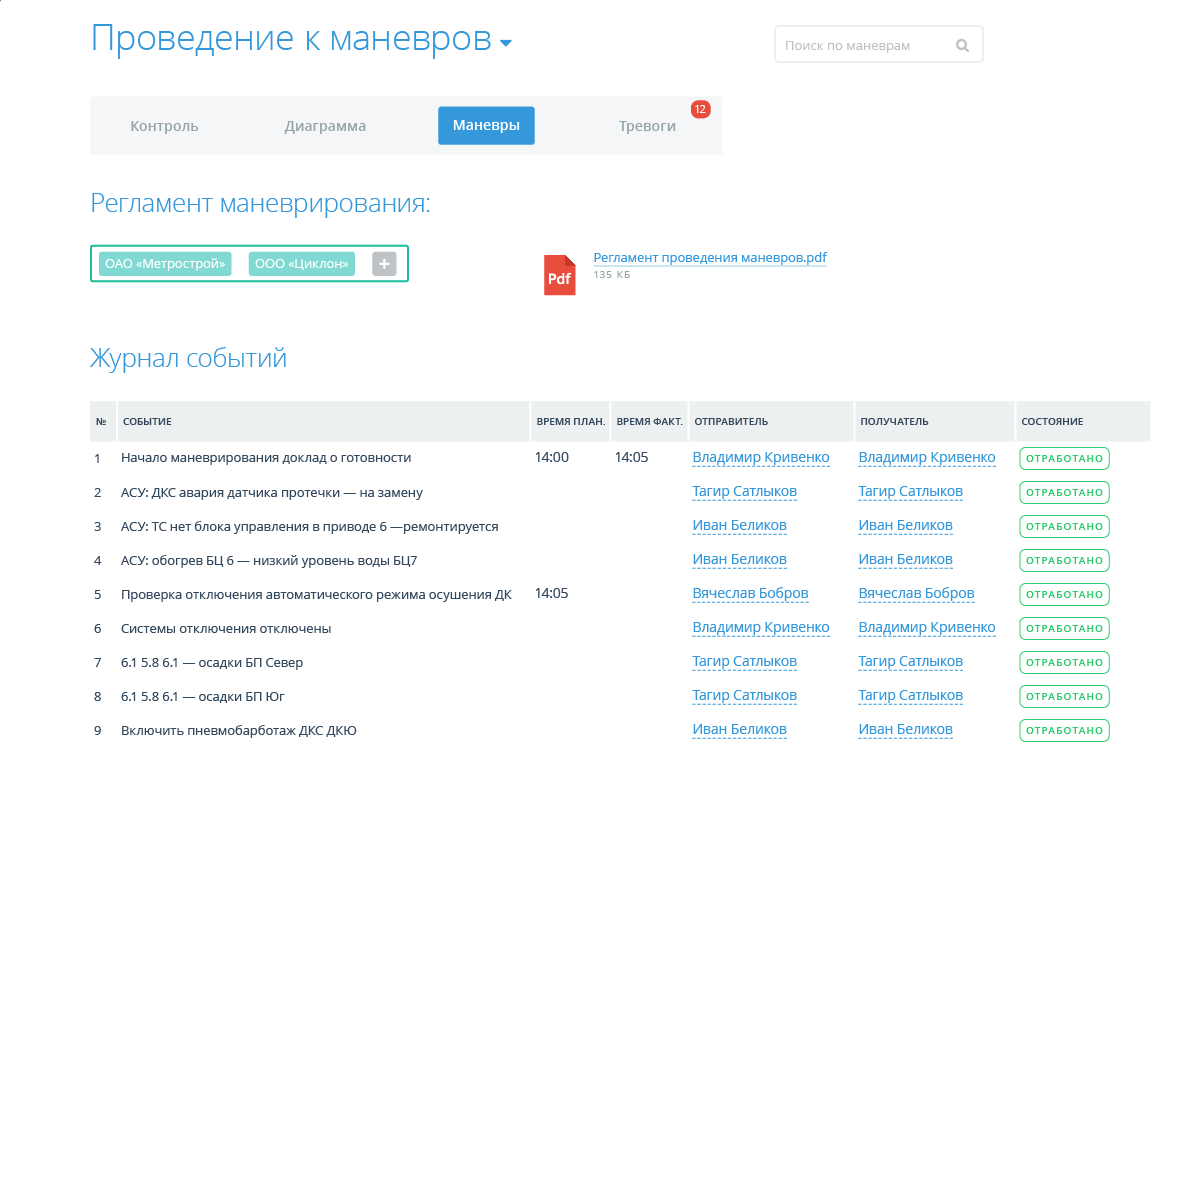 Проведение к маневров
Поиск по маневрам
Контроль Диаграмма Маневры Тревоги 12
Регламент маневрирования:
ОАО «Метрострой» ООО «Циклон» +
Pdf
Регламент проведения маневров.pdf
135 КБ
Журнал событий
№ СОБЫТИЕ ВРЕМЯ ПЛАН. ВРЕМЯ ФАКТ. ОТПРАВИТЕЛЬ ПОЛУЧАТЕЛЬ СОСТОЯНИЕ
1 Начало маневрирования доклад о готовности 14:00 14:05 Владимир Кривенко Владимир Кривенко ОТРАБОТАНО
2 АСУ: ДКС авария датчика протечки — на замену Тагир Сатлыков Тагир Сатлыков ОТРАБОТАНО
3 АСУ: ТС нет блока управления в приводе 6 —ремонтируется Иван Беликов Иван Беликов ОТРАБОТАНО
4 АСУ: обогрев БЦ 6 — низкий уровень воды БЦ7 Иван Беликов Иван Беликов ОТРАБОТАНО
5 Проверка отключения автоматического режима осушения ДК 14:05 Вячеслав Бобров Вячеслав Бобров ОТРАБОТАНО
6 Системы отключения отключены Владимир Кривенко Владимир Кривенко ОТРАБОТАНО
7 6.1 5.8 6.1 — осадки БП Север Тагир Сатлыков Тагир Сатлыков ОТРАБОТАНО
8 6.1 5.8 6.1 — осадки БП Юг Тагир Сатлыков Тагир Сатлыков ОТРАБОТАНО
9 Включить пневмобарботаж ДКС ДКЮ Иван Беликов Иван Беликов ОТРАБОТАНО